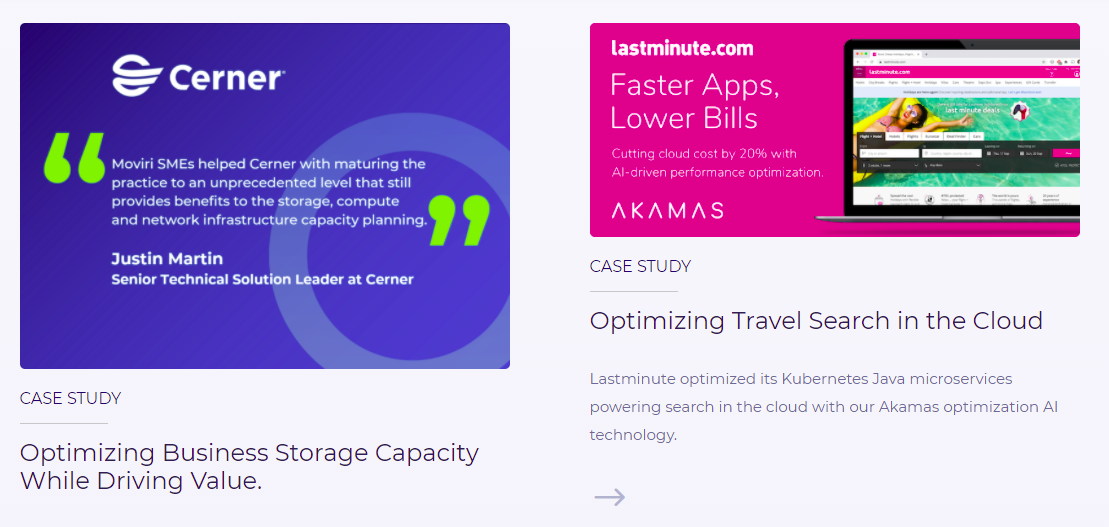 Cerner
Moviri SMEs helped Cerner with maturing the
practice to an unprecedented level that still
provides benefits to the storage, compute
and network infrastructure capacity planning.
Justin Martin
Senior Technical Solution Leader at Cerner
CASE STUDY
Optimizing Business Storage Capacity
While Driving Value.
lastminute.com
Faster Apps,
Lower Bills
Cutting cloud cost by 20% with
AI-driven performance optimization.
AKAMAS
lastminute.com
last minute deals
CASE STUDY
Optimizing Travel Search in the Cloud
Lastminute optimized its Kubernetes Java microservices
powering search in the cloud with our Akamas optimization AI
technology.